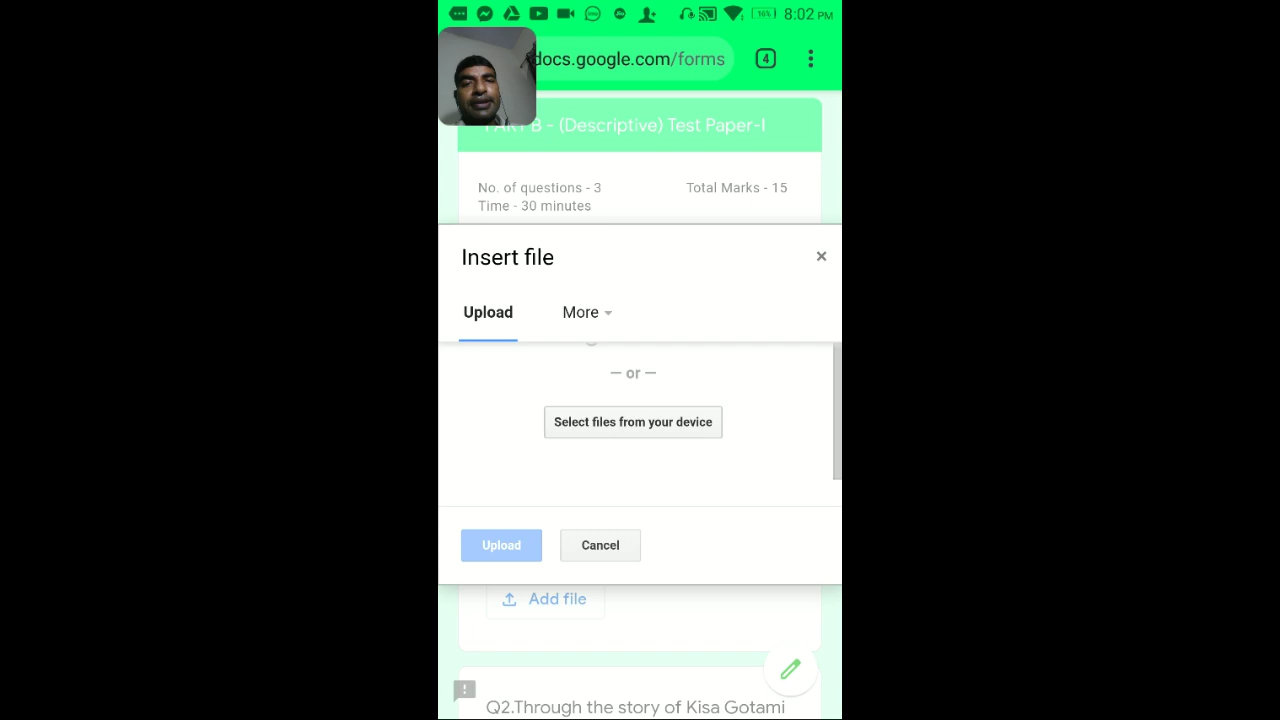 16% 8:02 PM
docs.google.com/forms 4
PART B - (Descriptive) Test Paper-I
No. of questions - 3 Total Marks - 15
Time - 30 minutes
Insert file ×
Upload More
— or —
Select files from your device
Upload Cancel
Add file
Q2.Through the story of Kisa Gotami